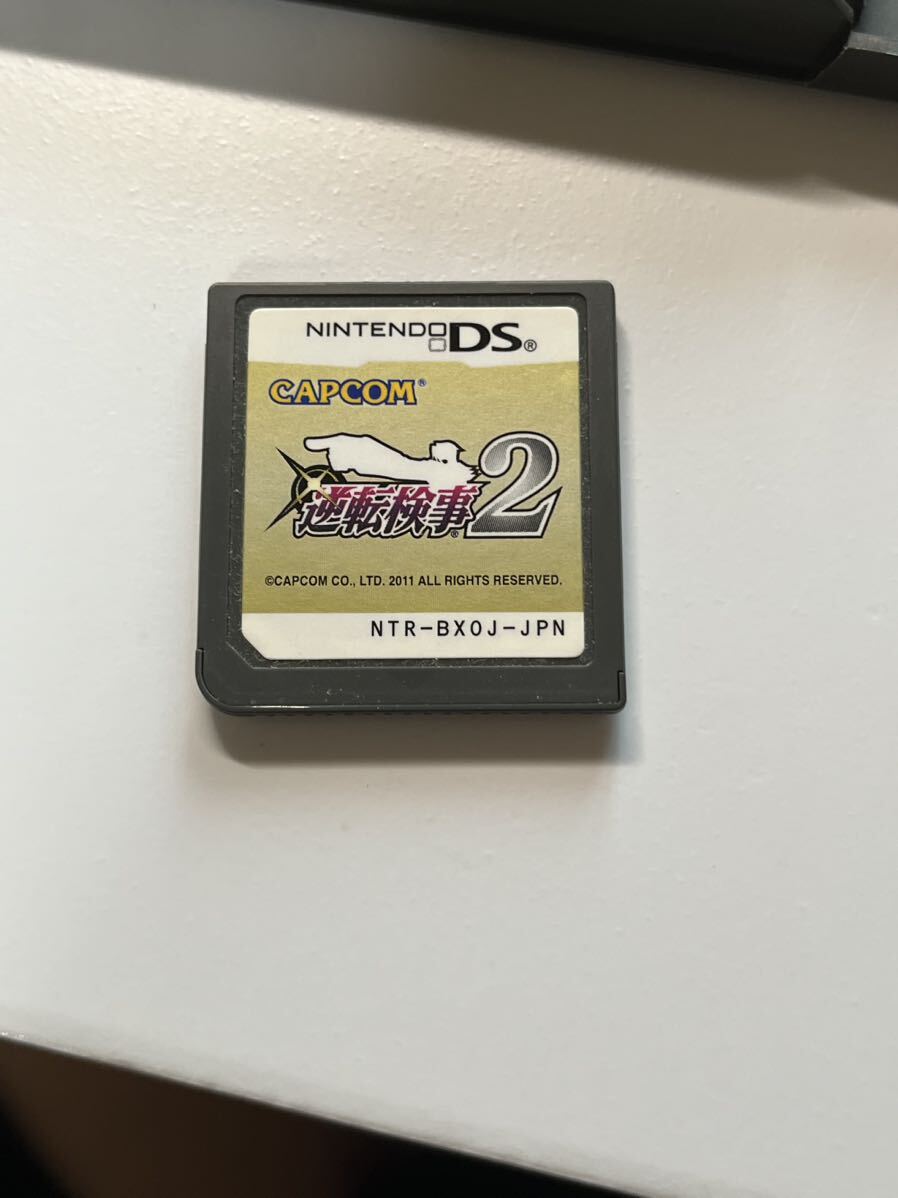 NINTENDO DS®
CAPCOM®
逆転検事®2
©CAPCOM CO., LTD. 2011 ALL RIGHTS RESERVED.
NTR-BXOJ-JPN